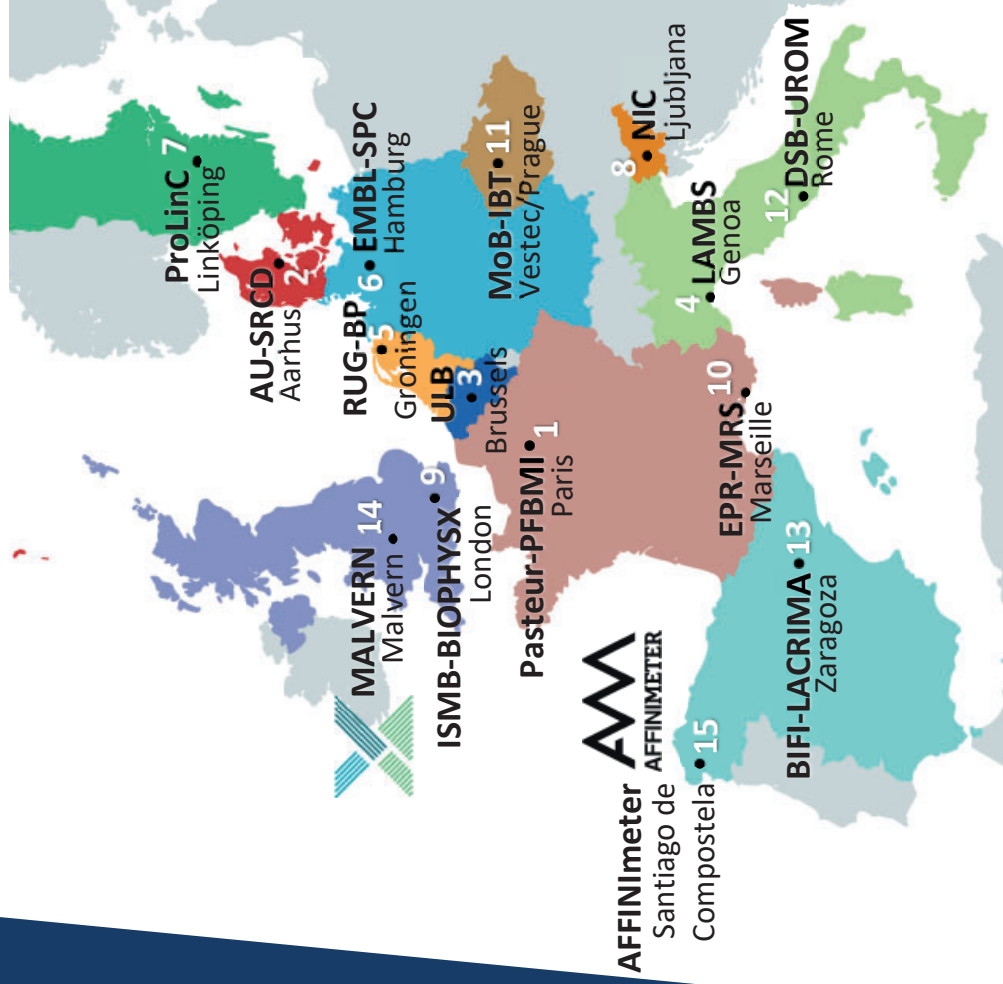 ProLinC 7
Linköping
AU-SRCD
2
Aarhus
6 EMBL-SPC
Hamburg
RUG-BP
5
Groningen
ULB
3
Brussels
MoB-IBT 11
Vestec/Prague
8 NIC
Ljubljana
MALVERN 14
Malvern
9
ISMB-BIOPHYSX
London
Pasteur-PFBMI 1
Paris
4 LAMBS
Genoa
12 DSB-UROM
Rome
EPR-MRS 10
Marseille
BIFI-LACRIMA 13
Zaragoza
AFFINIMETER
AFFINImeter 15
Santiago de
Compostela